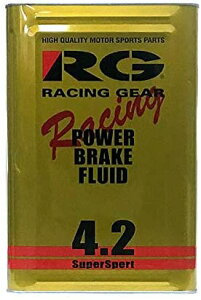 HIGH QUALITY MOTOR SPORTS PARTS
RG
RACING GEAR
Racing
POWER
BRAKE
FLUID
4.2
SuperSport